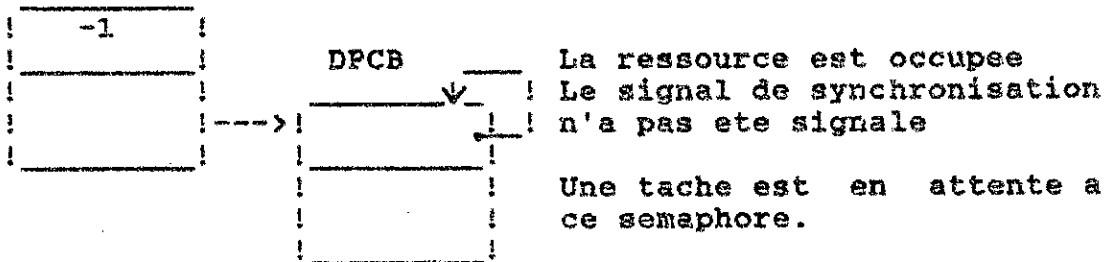 -1
DPCB
La ressource est occupee
Le signal de synchronisation
n'a pas ete signale
Une tache est en attente a
ce semaphore.